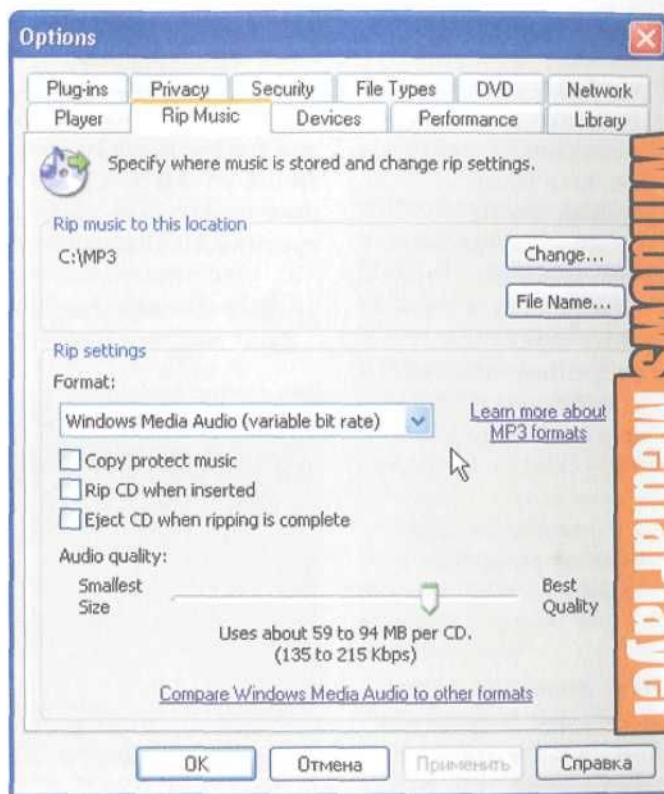 Options
Plug-ins Privacy Security File Types DVD Network
Player Rip Music Devices Performance Library
Specify where music is stored and change rip settings.
Rip music to this location
C:\MP3
Change...
File Name...
Rip settings
Format:
Windows Media Audio (variable bit rate)
Learn more about
MP3 formats
Copy protect music
Rip CD when inserted
Eject CD when ripping is complete
Audio quality:
Smallest
Size
Best
Quality
Uses about 59 to 94 MB per CD.
(135 to 215 Kbps)
Compare Windows Media Audio to other formats
OK Отмена Применить Справка
Windows